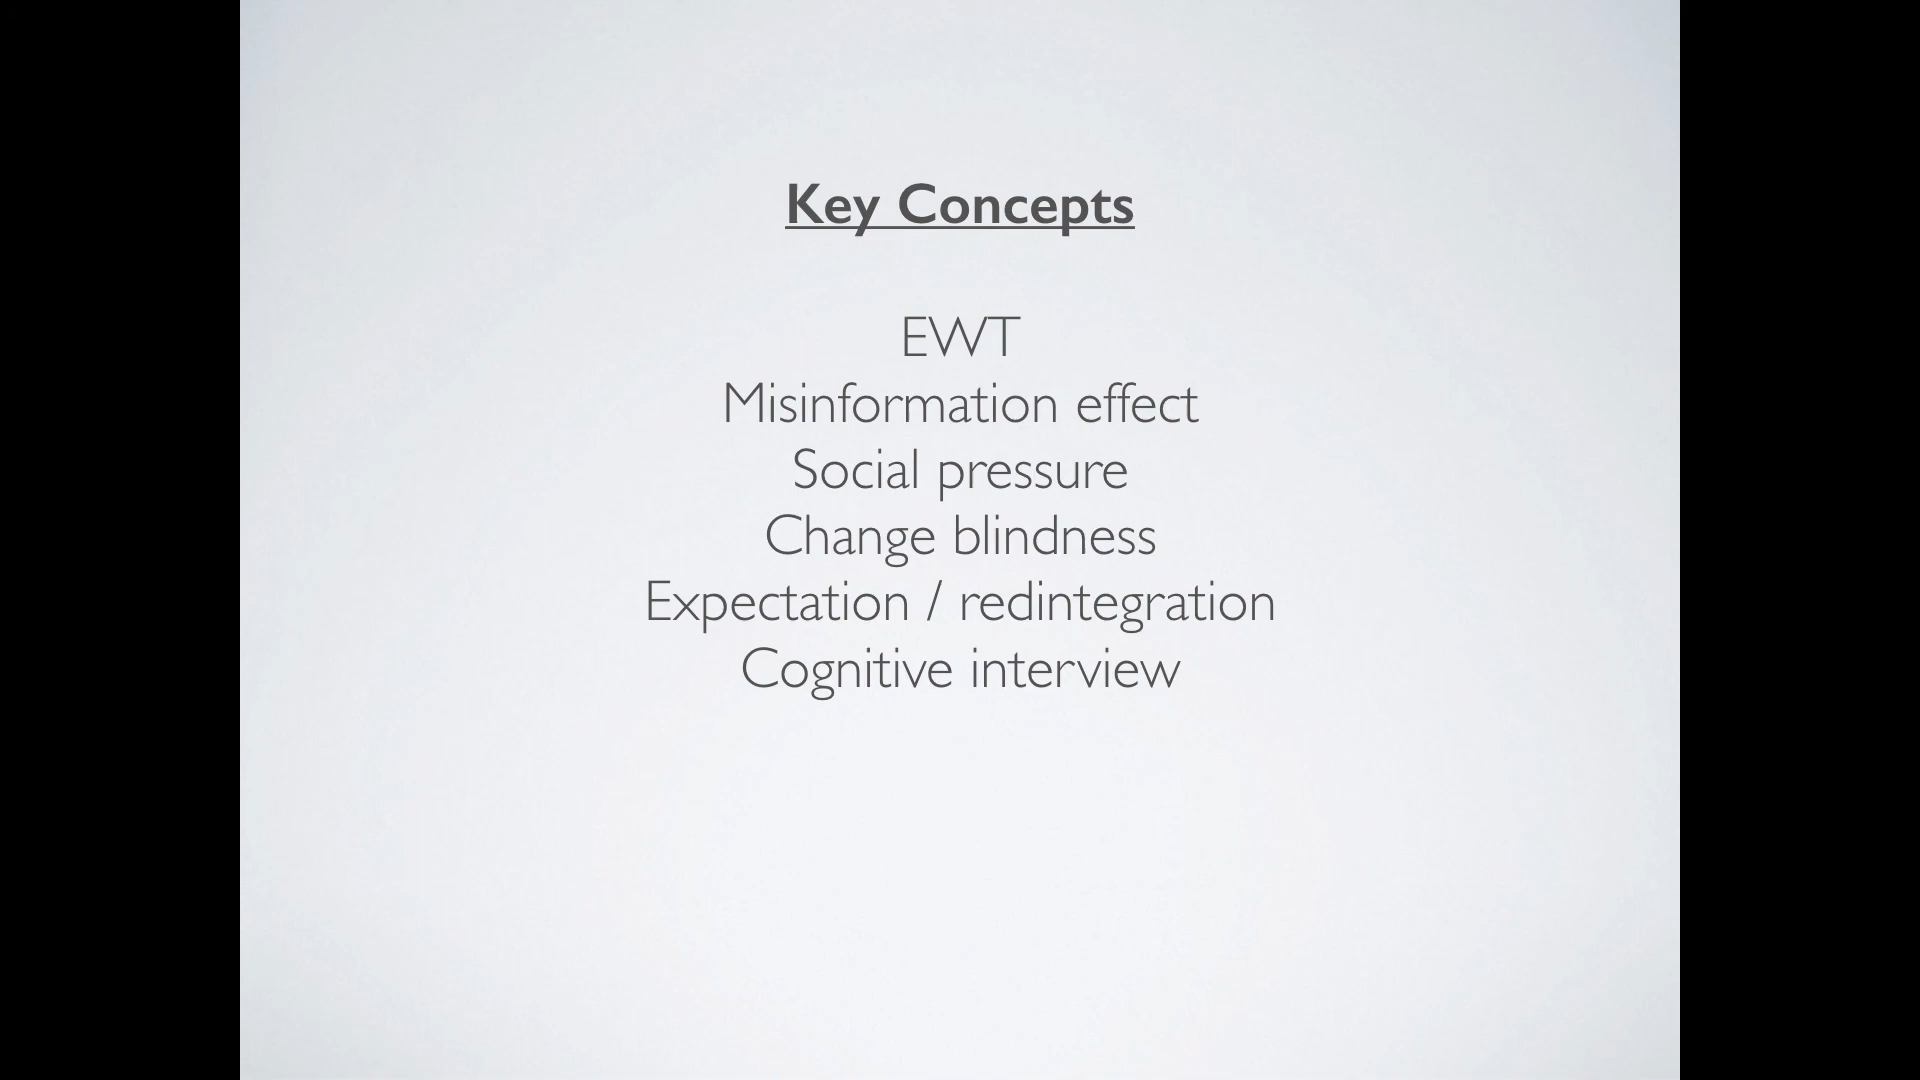 Key Concepts
EWT
Misinformation effect
Social pressure
Change blindness
Expectation / redintegration
Cognitive interview